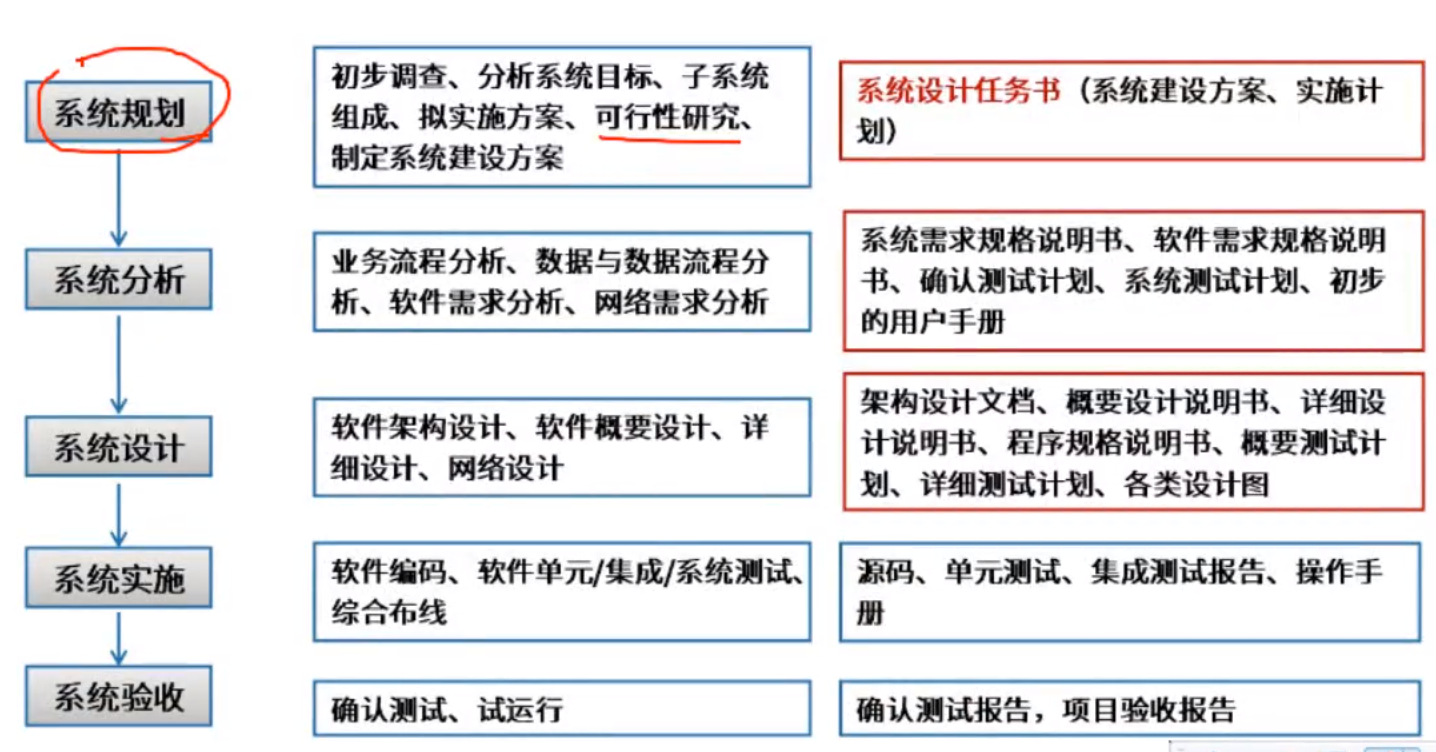 系统规划
初步调查、分析系统目标、子系统
组成、拟实施方案、可行性研究、
制定系统建设方案
系统设计任务书（系统建设方案、实施计
划）
系统分析
业务流程分析、数据与数据流程分
析、软件需求分析、网络需求分析
系统需求规格说明书、软件需求规格说明
书、确认测试计划、系统测试计划、初步
的用户手册
系统设计
软件架构设计、软件概要设计、详
细设计、网络设计
架构设计文档、概要设计说明书、详细设
计说明书、程序规格说明书、概要测试计
划、详细测试计划、各类设计图
系统实施
软件编码、软件单元/集成/系统测试、
综合布线
源码、单元测试、集成测试报告、操作手
册
系统验收
确认测试、试运行
确认测试报告，项目验收报告